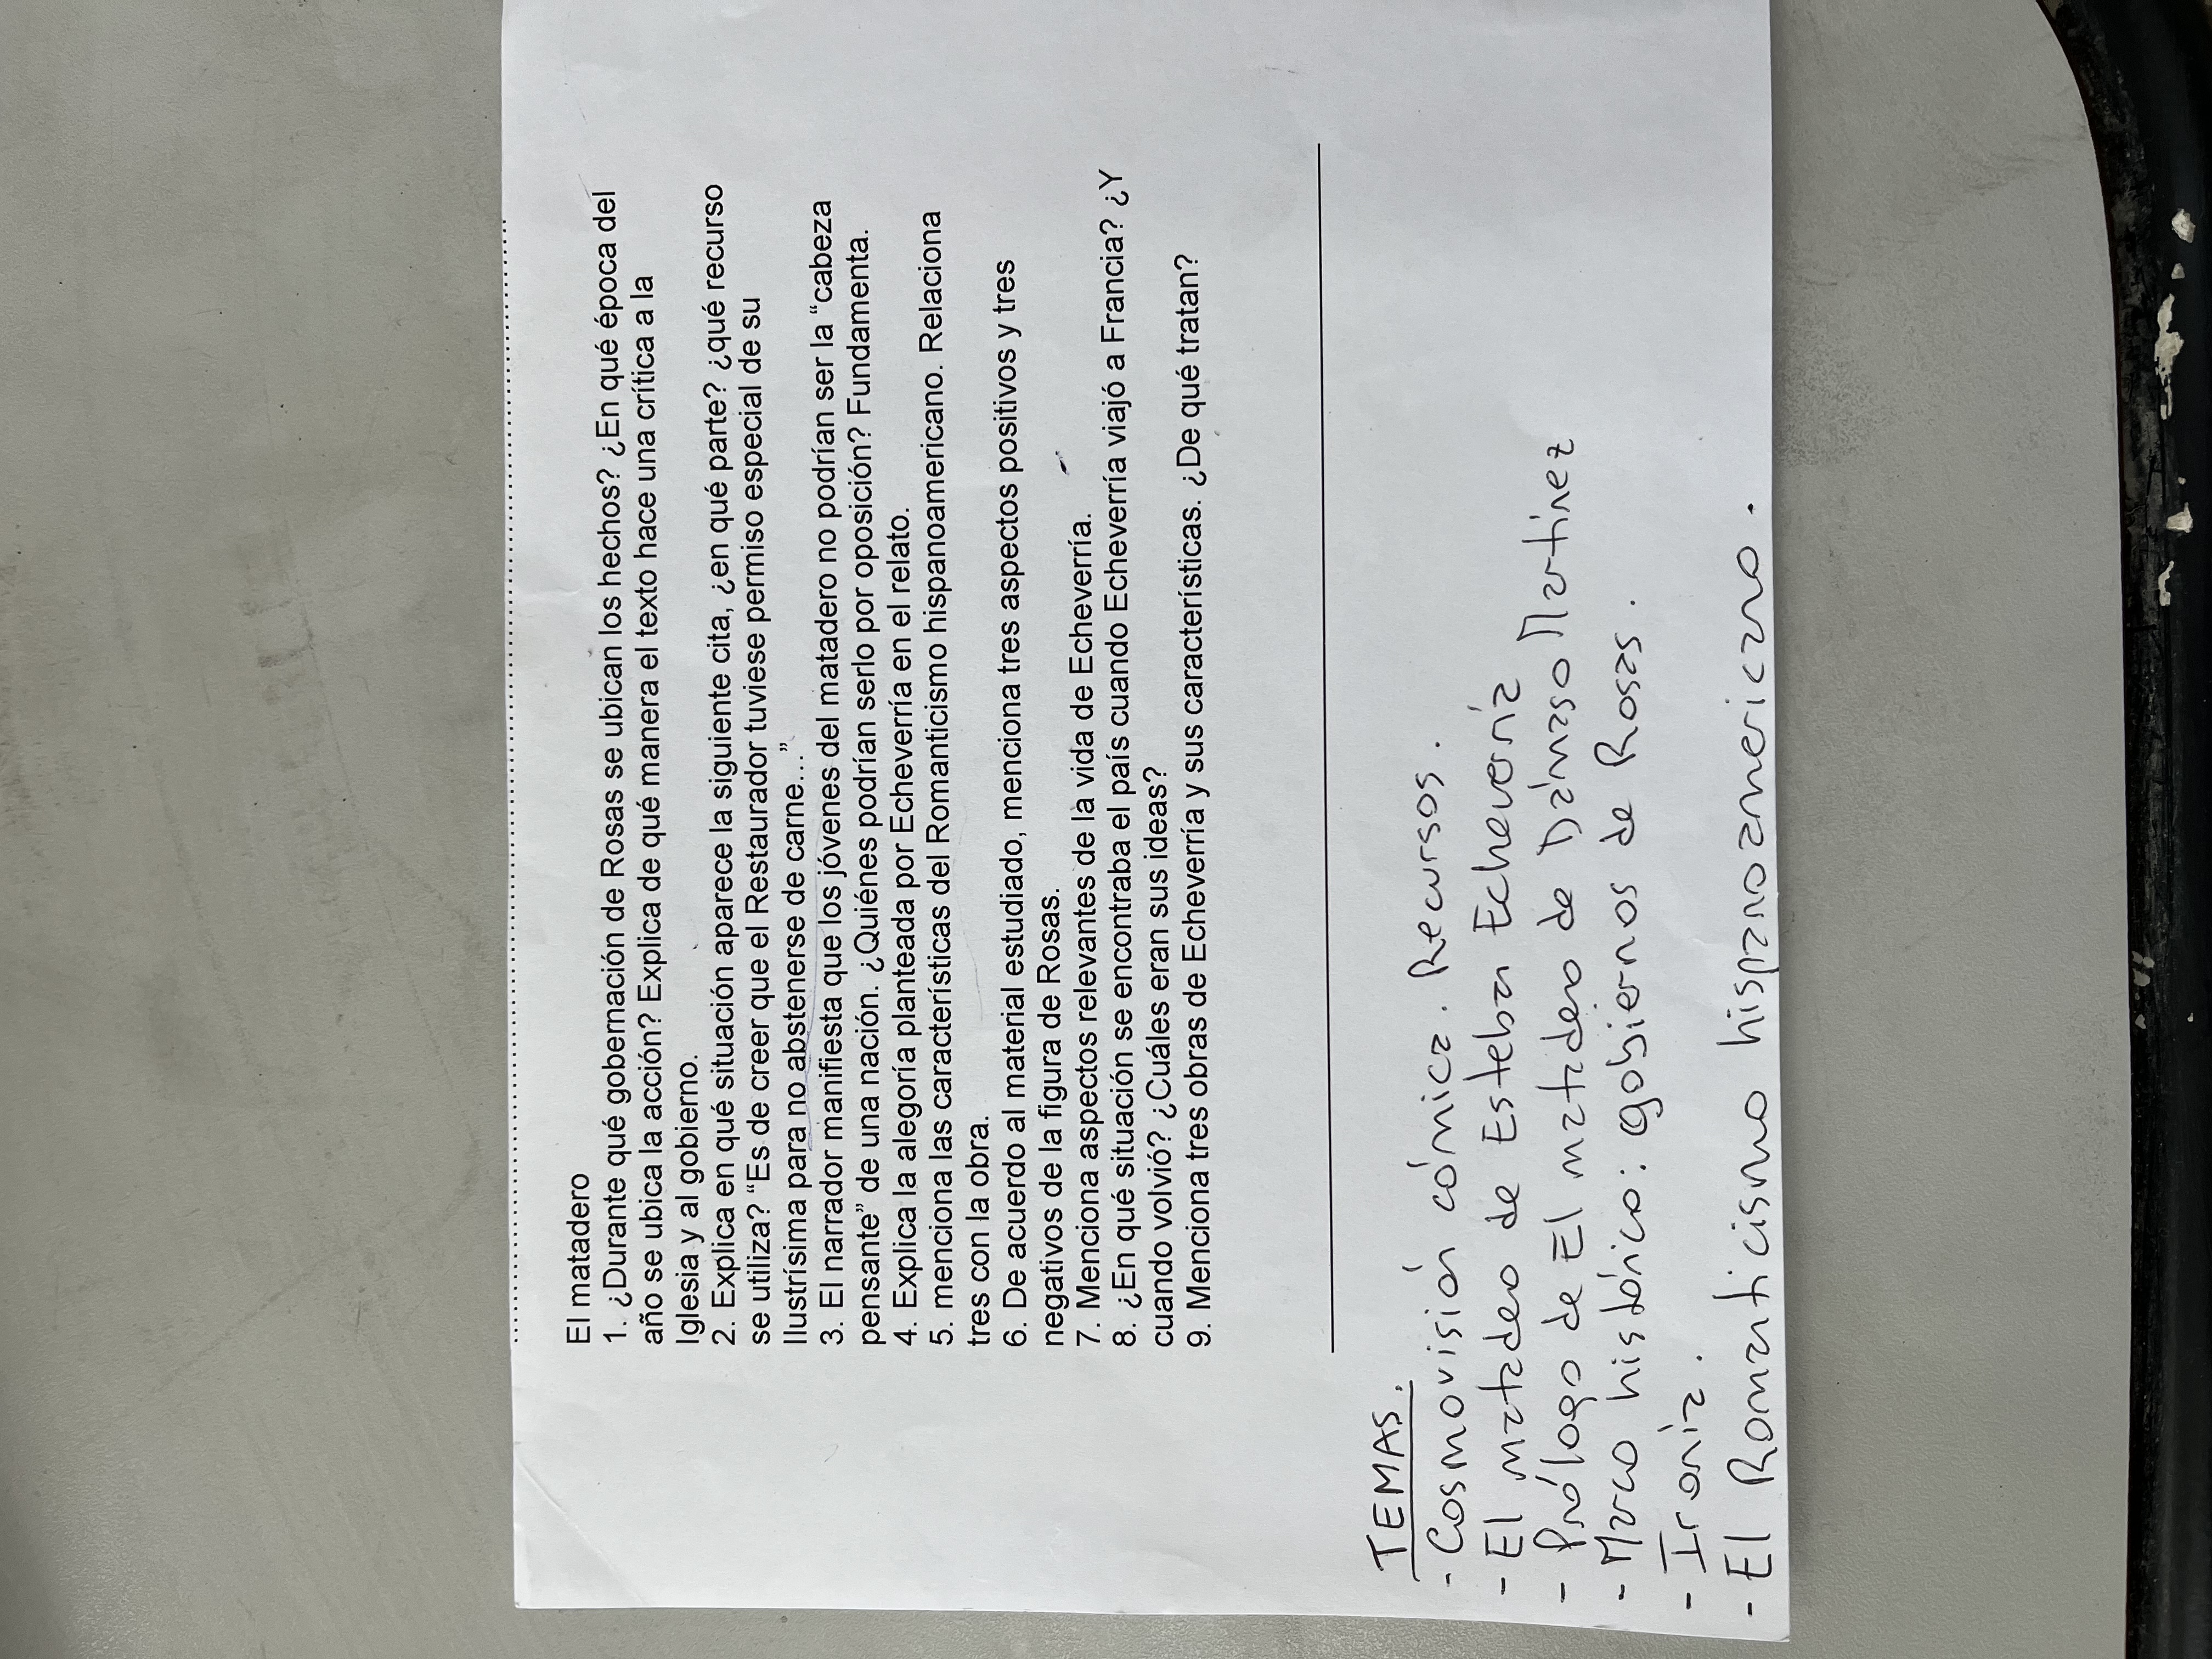 El matadero
1. ¿Durante qué gobernación de Rosas se ubican los hechos? ¿En qué época del
año se ubica la acción? Explica de qué manera el texto hace una crítica a la
Iglesia y al gobierno.
2. Explica en qué situación aparece la siguiente cita, ¿en qué parte? ¿qué recurso
se utiliza? “Es de creer que el Restaurador tuviese permiso especial de su
Ilustrísima para no abstenerse de carne...”
3. El narrador manifiesta que los jóvenes del matadero no podrían ser la “cabeza
pensante” de una nación. ¿Quiénes podrían serlo por oposición? Fundamenta.
4. Explica la alegoría planteada por Echeverría en el relato.
5. menciona las características del Romanticismo hispanoamericano. Relaciona
tres con la obra.
6. De acuerdo al material estudiado, menciona tres aspectos positivos y tres
negativos de la figura de Rosas.
7. Menciona aspectos relevantes de la vida de Echeverría.
8. ¿En qué situación se encontraba el país cuando Echeverría viajó a Francia? ¿Y
cuando volvió? ¿Cuáles eran sus ideas?
9. Menciona tres obras de Echeverría y sus características. ¿De qué tratan?
TEMAS.
- Cosmovisión cómica. Recursos.
- El matadero de Esteban Echeverría
- Prólogo de El matadero de Dámaso Martínez
- Marco histórico: gobiernos de Rosas.
- Ironía.
- El Romanticismo hispanoamericano.